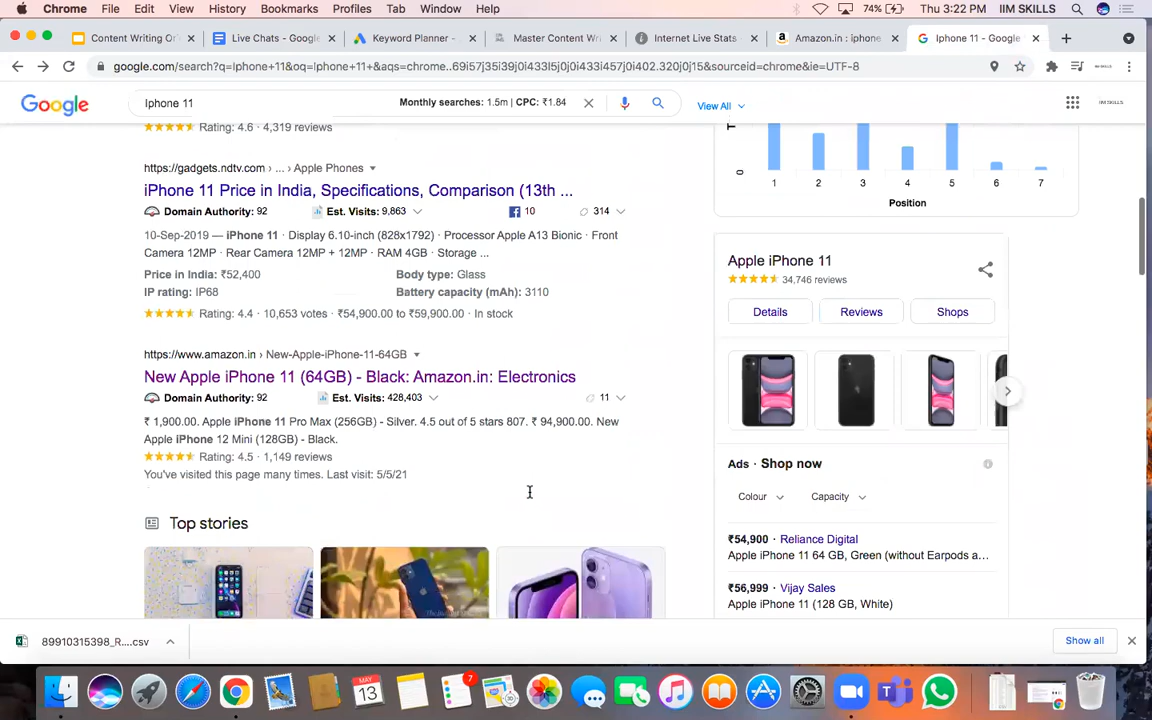 Chrome File Edit View History Bookmarks Profiles Tab Window Help 74% Thu 3:22 PM IIM SKILLS
Content Writing Or × Live Chats - Google × Keyword Planner - × Master Content Wr × Internet Live Stats × Amazon.in : iphone × Iphone 11 - Google × +
google.com/search?q=Iphone+11&oq=Iphone+11+&aqs=chrome..69i57j35i39j0i433l5j0j0i433i457j0i402.320j0j15&sourceid=chrome&ie=UTF-8
Google Iphone 11 Monthly searches: 1.5m | CPC: ₹1.84 View All IIM SKILLS
Rating: 4.6 · 4,319 reviews
https://gadgets.ndtv.com › ... › Apple Phones
iPhone 11 Price in India, Specifications, Comparison (13th ...
Domain Authority: 92 Est. Visits: 9,863 10 314
10-Sep-2019 — iPhone 11 · Display 6.10-inch (828x1792) · Processor Apple A13 Bionic · Front
Camera 12MP · Rear Camera 12MP + 12MP · RAM 4GB · Storage ...
Price in India: ₹52,400 Body type: Glass
IP rating: IP68 Battery capacity (mAh): 3110
Rating: 4.4 · 10,653 votes · ₹54,900.00 to ₹59,900.00 · In stock
https://www.amazon.in › New-Apple-iPhone-11-64GB
New Apple iPhone 11 (64GB) - Black: Amazon.in: Electronics
Domain Authority: 92 Est. Visits: 428,403 11
₹ 1,900.00. Apple iPhone 11 Pro Max (256GB) - Silver. 4.5 out of 5 stars 807. ₹ 94,900.00. New
Apple iPhone 12 Mini (128GB) - Black.
Rating: 4.5 · 1,149 reviews
You've visited this page many times. Last visit: 5/5/21
Top stories
0
1 2 3 4 5 6 7
Position
Apple iPhone 11
34,746 reviews
Details Reviews Shops
Ads · Shop now
Colour Capacity
₹54,900 · Reliance Digital
Apple iPhone 11 64 GB, Green (without Earpods a...
₹56,999 · Vijay Sales
Apple iPhone 11 (128 GB, White)
89910315398_R....csv Show all
7
MAY
13